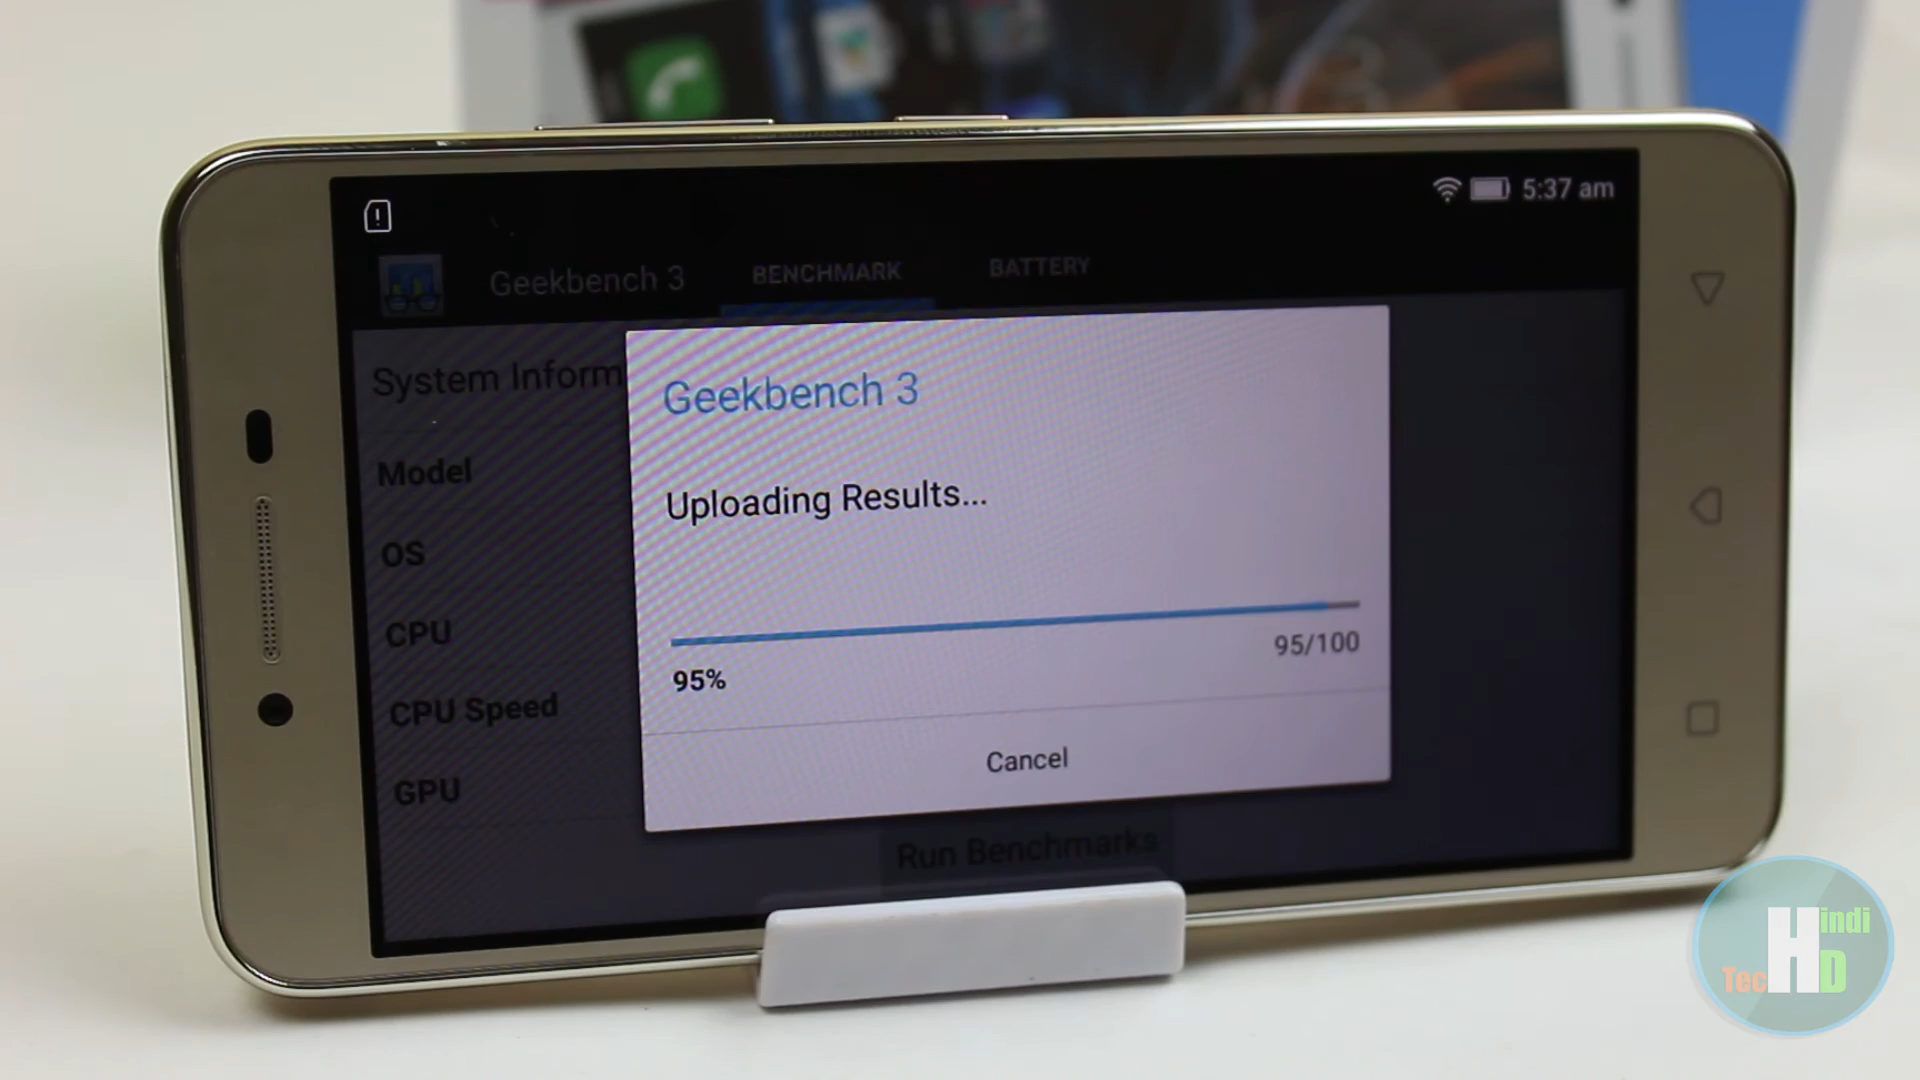 5:37 am
Geekbench 3
BENCHMARK
BATTERY
System Inform
Model
OS
CPU
CPU Speed
GPU
Geekbench 3
Uploading Results...
95%
95/100
Cancel
Run Benchmarks
Hindi
Tec
HD